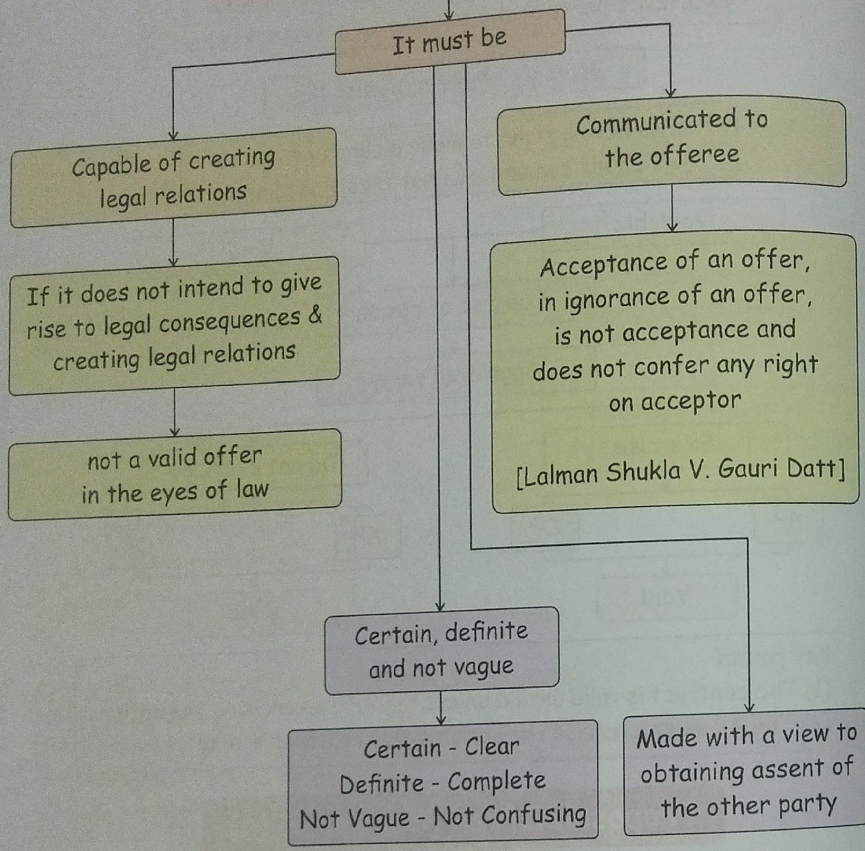 It must be
Capable of creating
legal relations
If it does not intend to give
rise to legal consequences &
creating legal relations
not a valid offer
in the eyes of law
Communicated to
the offeree
Acceptance of an offer,
in ignorance of an offer,
is not acceptance and
does not confer any right
on acceptor
[Lalman Shukla V. Gauri Datt]
Certain, definite
and not vague
Certain - Clear
Definite - Complete
Not Vague - Not Confusing
Made with a view to
obtaining assent of
the other party